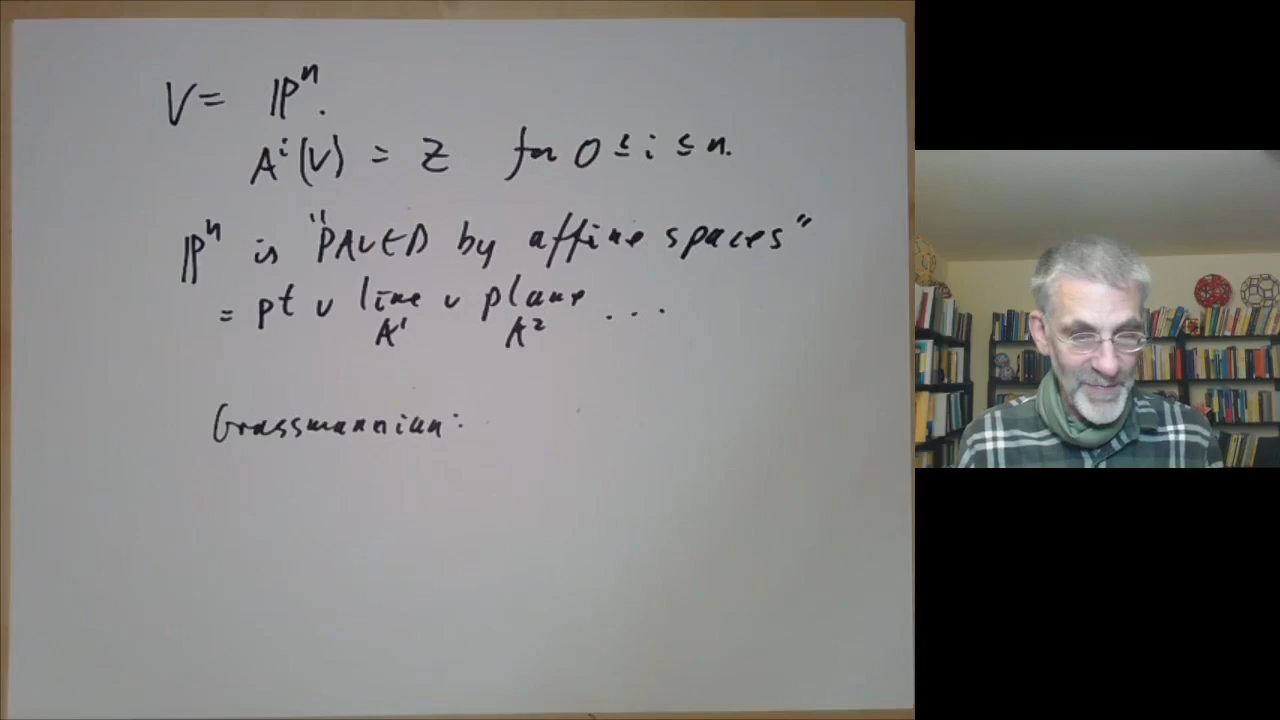 V = ℙⁿ.
Aⁱ(V) = Z for 0 ≤ i ≤ n.
ℙⁿ is "PAVED by affine spaces"
= pt ∪ line ∪ plane ...
A¹ A²
Grassmannian: